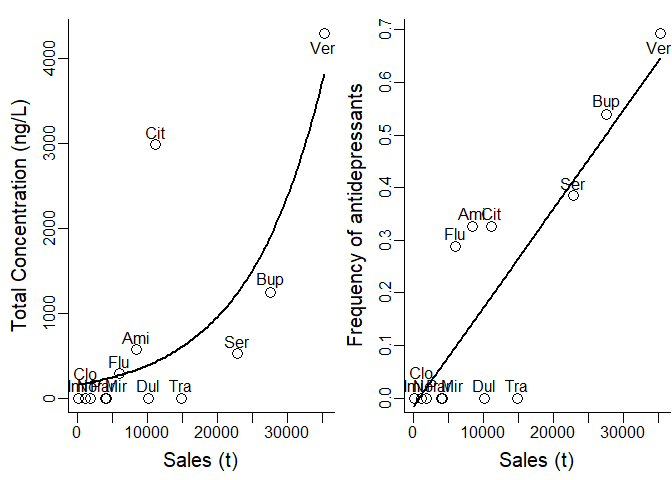 Total Concentration (ng/L)
4000
3000
2000
1000
0
Ver
Cit
Bup
Ser
Ami
Flu
Clo
Mir
Dul
Tra
0
10000
20000
30000
Sales (t)
Frequency of antidepressants
0.7
0.6
0.5
0.4
0.3
0.2
0.1
0.0
Ver
Bup
Ser
Ami
Cit
Flu
Clo
Mir
Dul
Tra
0
10000
20000
30000
Sales (t)